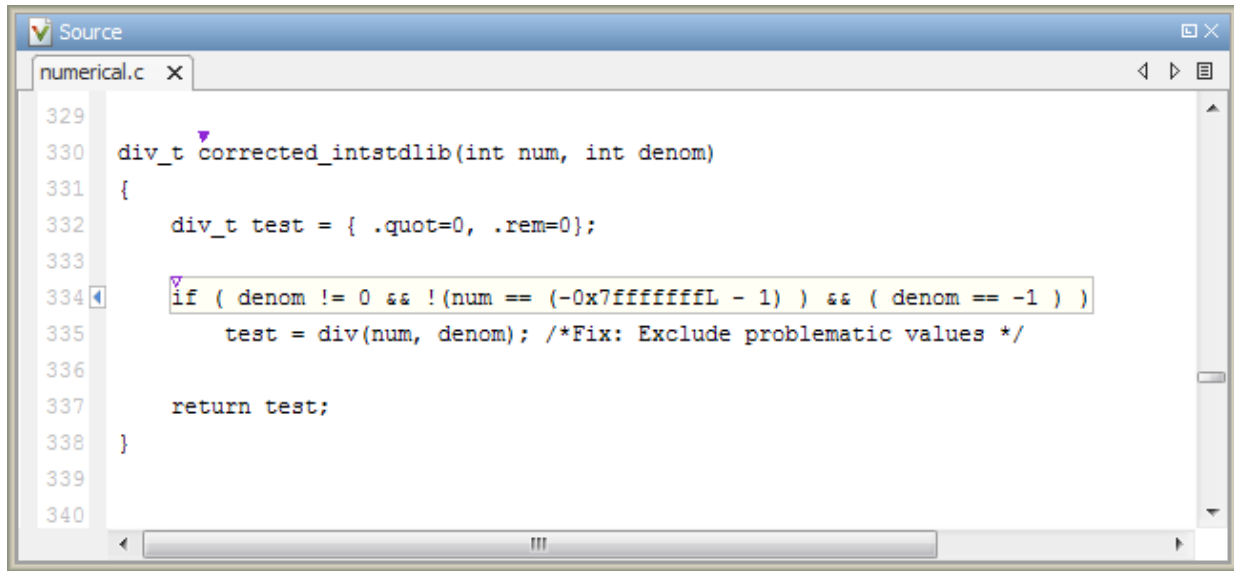 Source
numerical.c
329
330 div_t corrected_intstdlib(int num, int denom)
331 {
332 div_t test = { .quot=0, .rem=0};
333
334 if ( denom != 0 && !(num == (-0x7fffffffL - 1) ) && ( denom == -1 ) )
335 test = div(num, denom); /*Fix: Exclude problematic values */
336
337 return test;
338 }
339
340